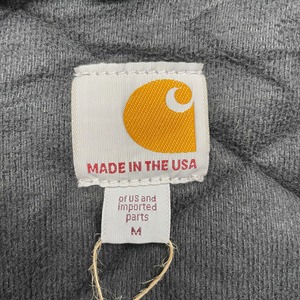 MADE IN THE USA
of US and
imported
parts
M